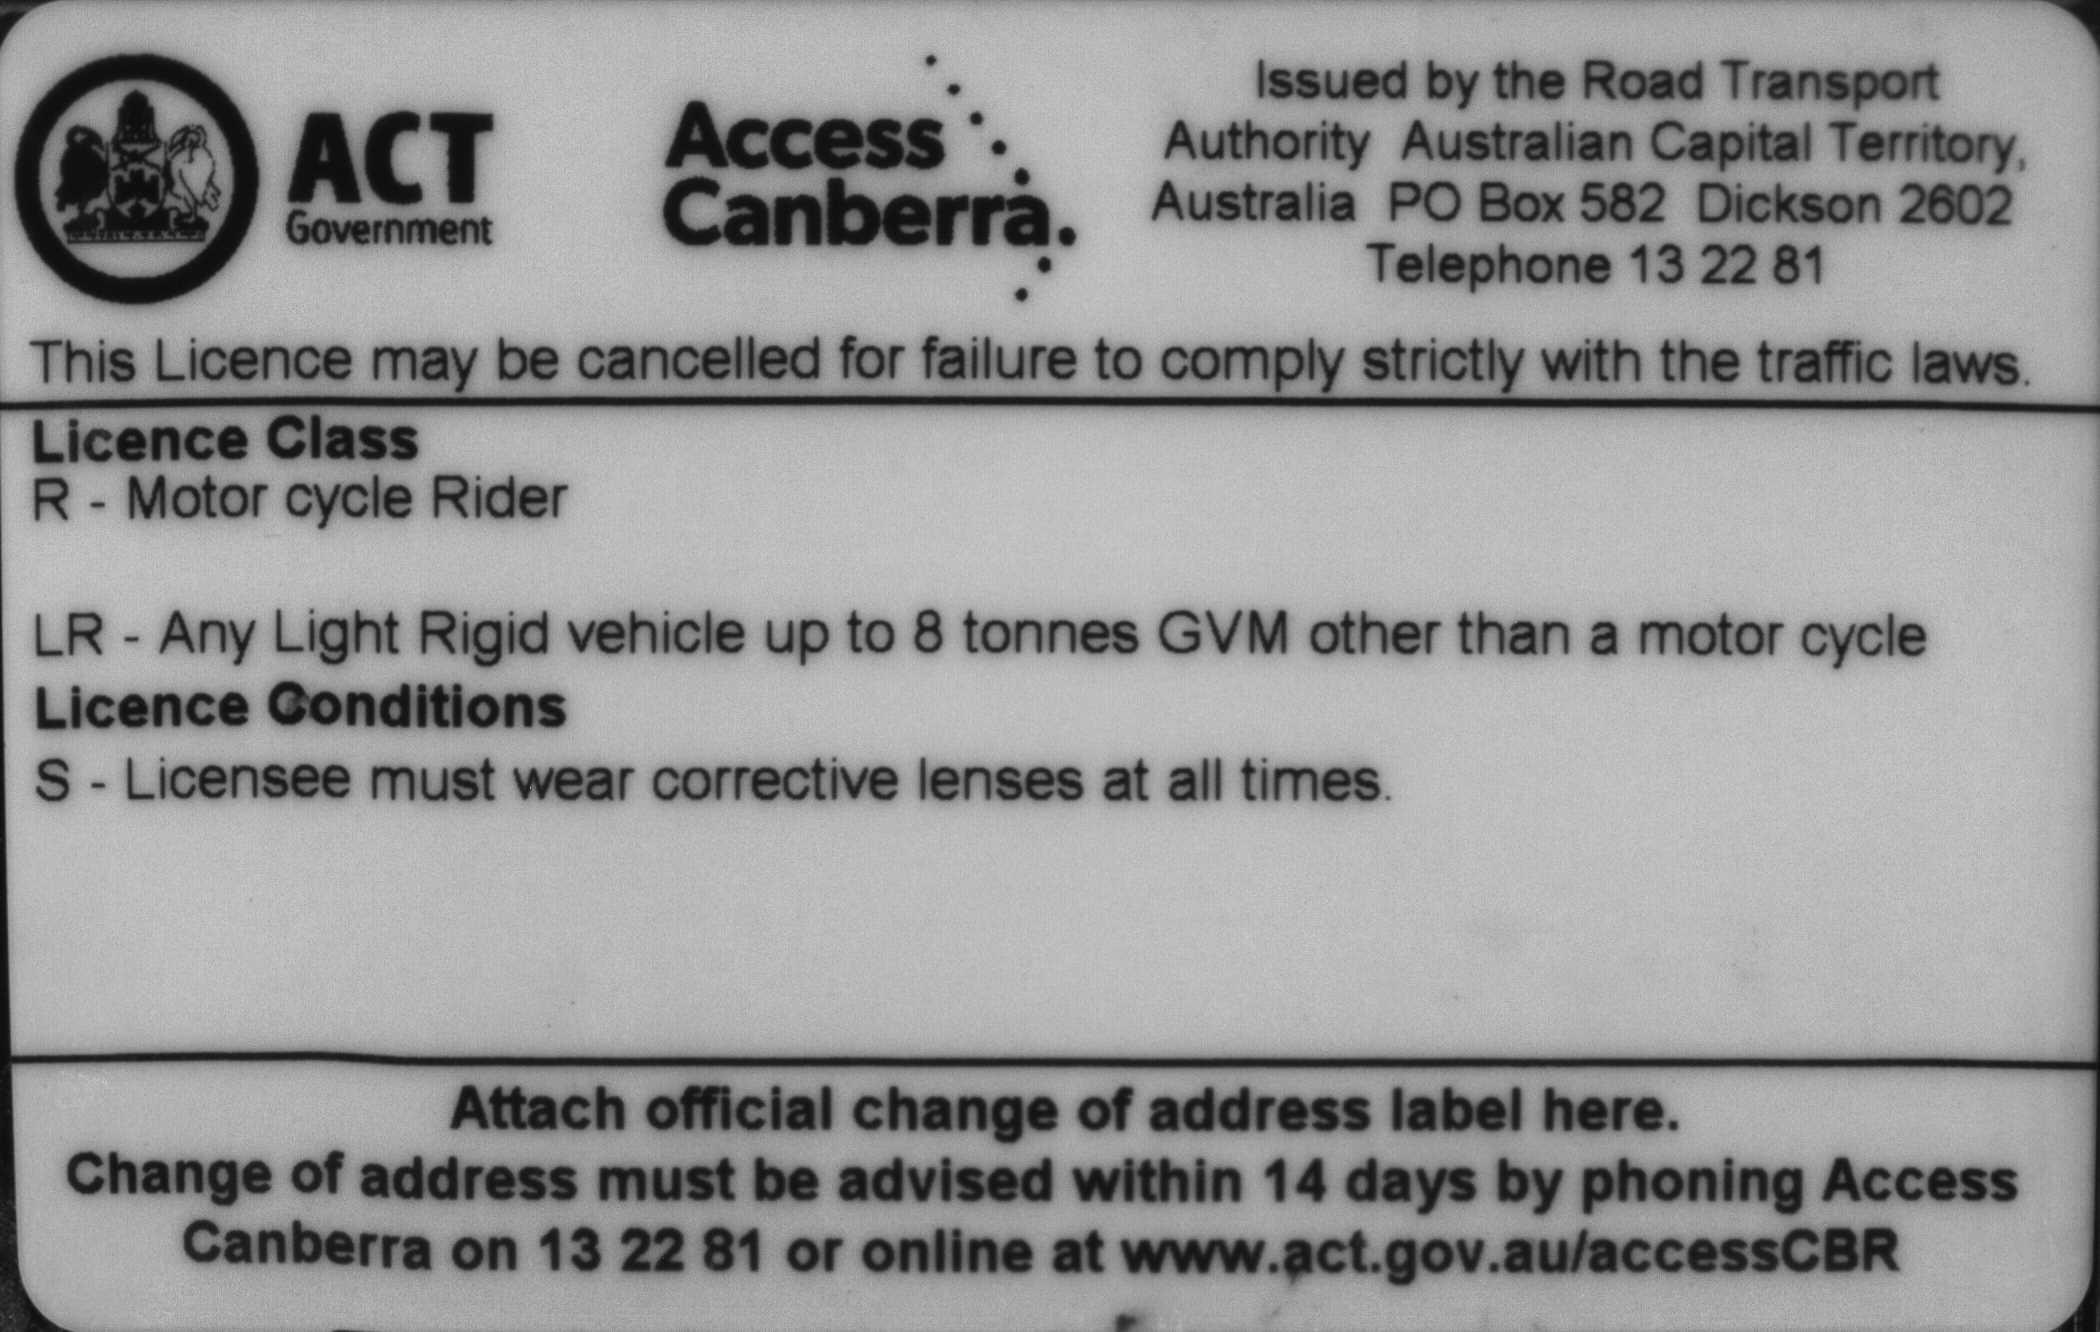 ACT
Government
Access
Canberra.
Issued by the Road Transport
Authority Australian Capital Territory,
Australia PO Box 582 Dickson 2602
Telephone 13 22 81
This Licence may be cancelled for failure to comply strictly with the traffic laws.
Licence Class
R - Motor cycle Rider
LR - Any Light Rigid vehicle up to 8 tonnes GVM other than a motor cycle
Licence Conditions
S - Licensee must wear corrective lenses at all times.
Attach official change of address label here.
Change of address must be advised within 14 days by phoning Access
Canberra on 13 22 81 or online at www.act.gov.au/accessCBR